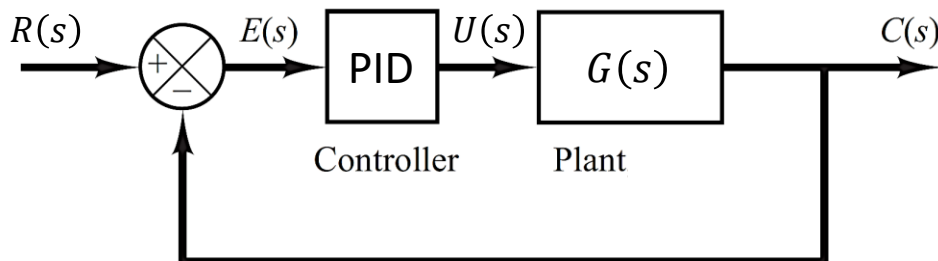 R(s)
E(s)
PID
U(s)
G(s)
C(s)
+
−
Controller
Plant